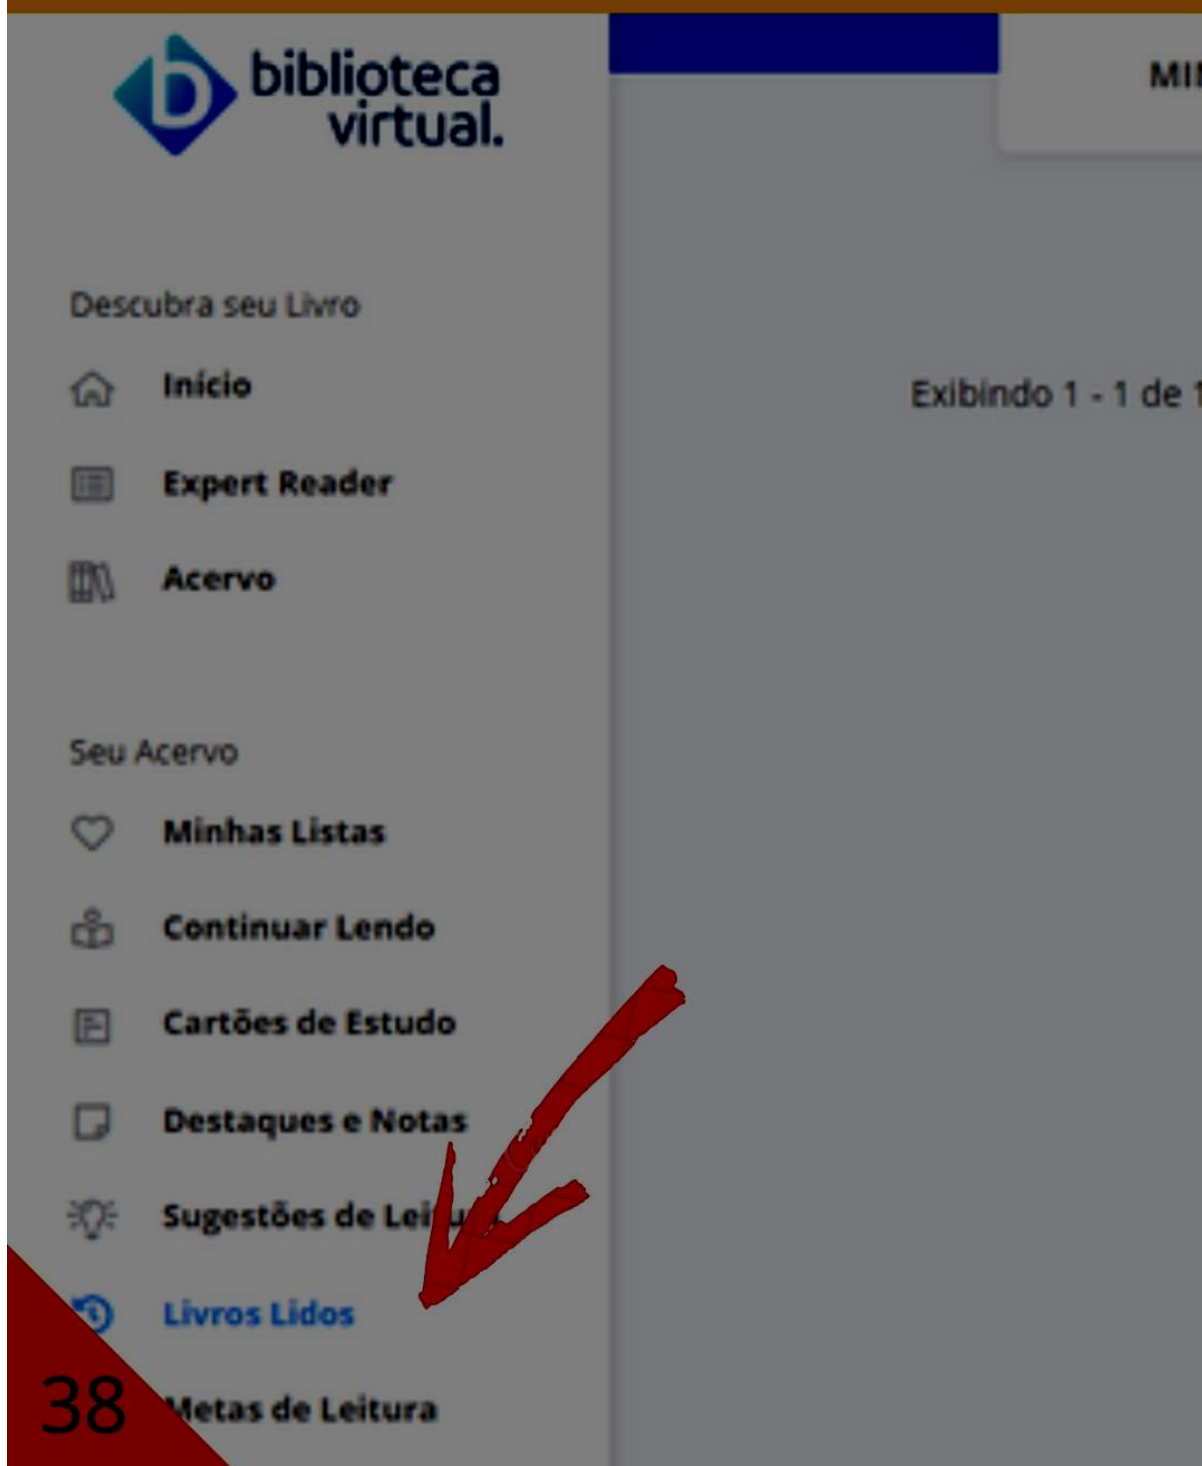 biblioteca
virtual.
MI
Descubra seu Livro
Início
Exibindo 1 - 1 de 1
Expert Reader
Acervo
Seu Acervo
Minhas Listas
Continuar Lendo
Cartões de Estudo
Destaques e Notas
Sugestões de
Livros Lidos
38
Metas de Leitura